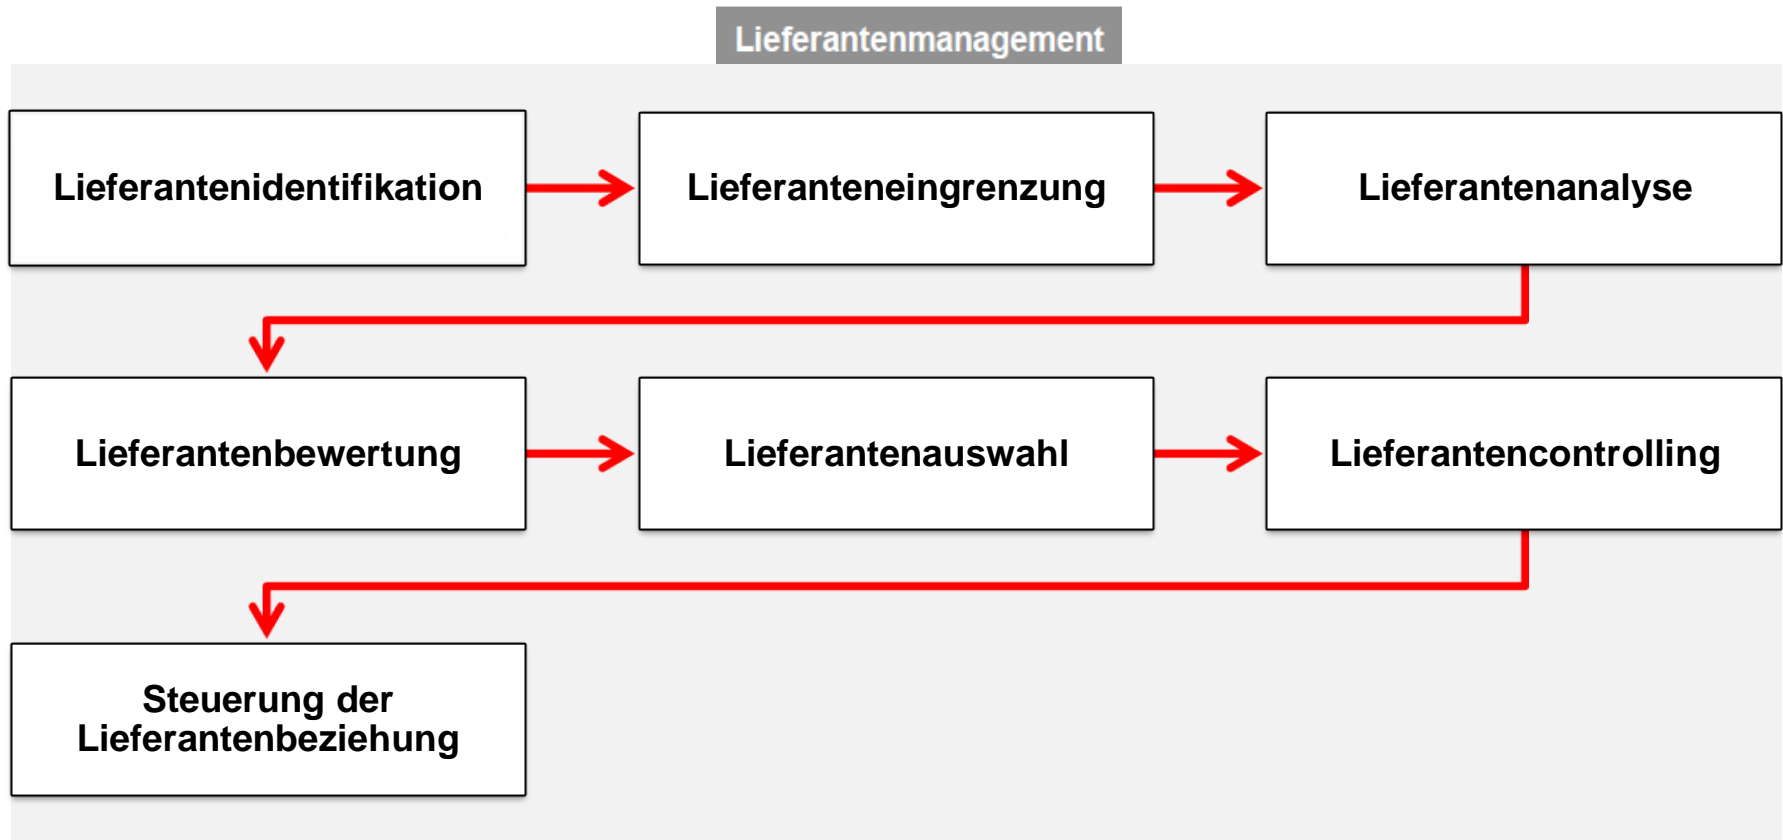 Lieferantenmanagement
Lieferantenidentifikation
Lieferanteneingrenzung
Lieferantenanalyse
Lieferantenbewertung
Lieferantenauswahl
Lieferantencontrolling
Steuerung der
Lieferantenbeziehung